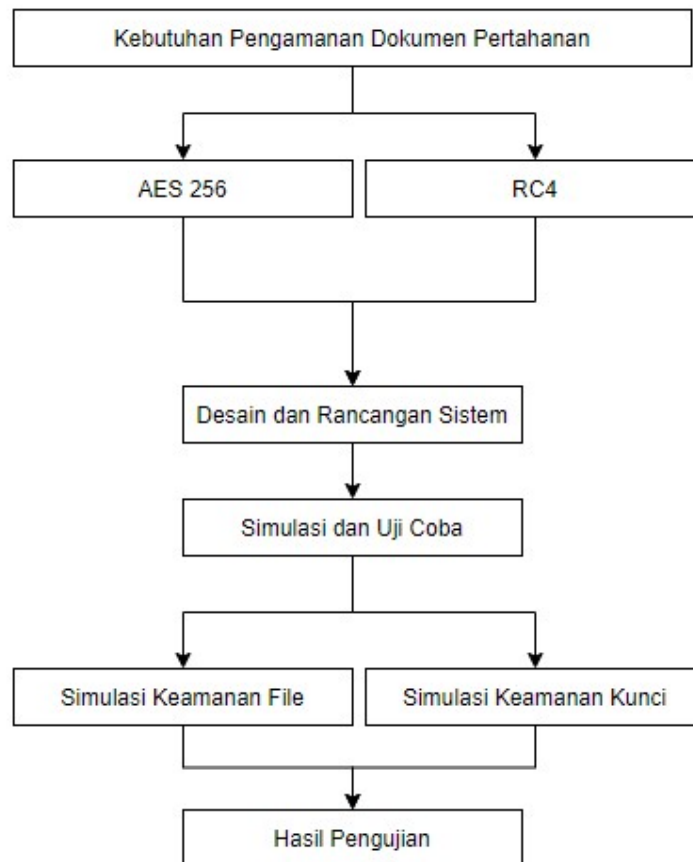 Kebutuhan Pengamanan Dokumen Pertahanan
AES 256
RC4
Desain dan Rancangan Sistem
Simulasi dan Uji Coba
Simulasi Keamanan File
Simulasi Keamanan Kunci
Hasil Pengujian